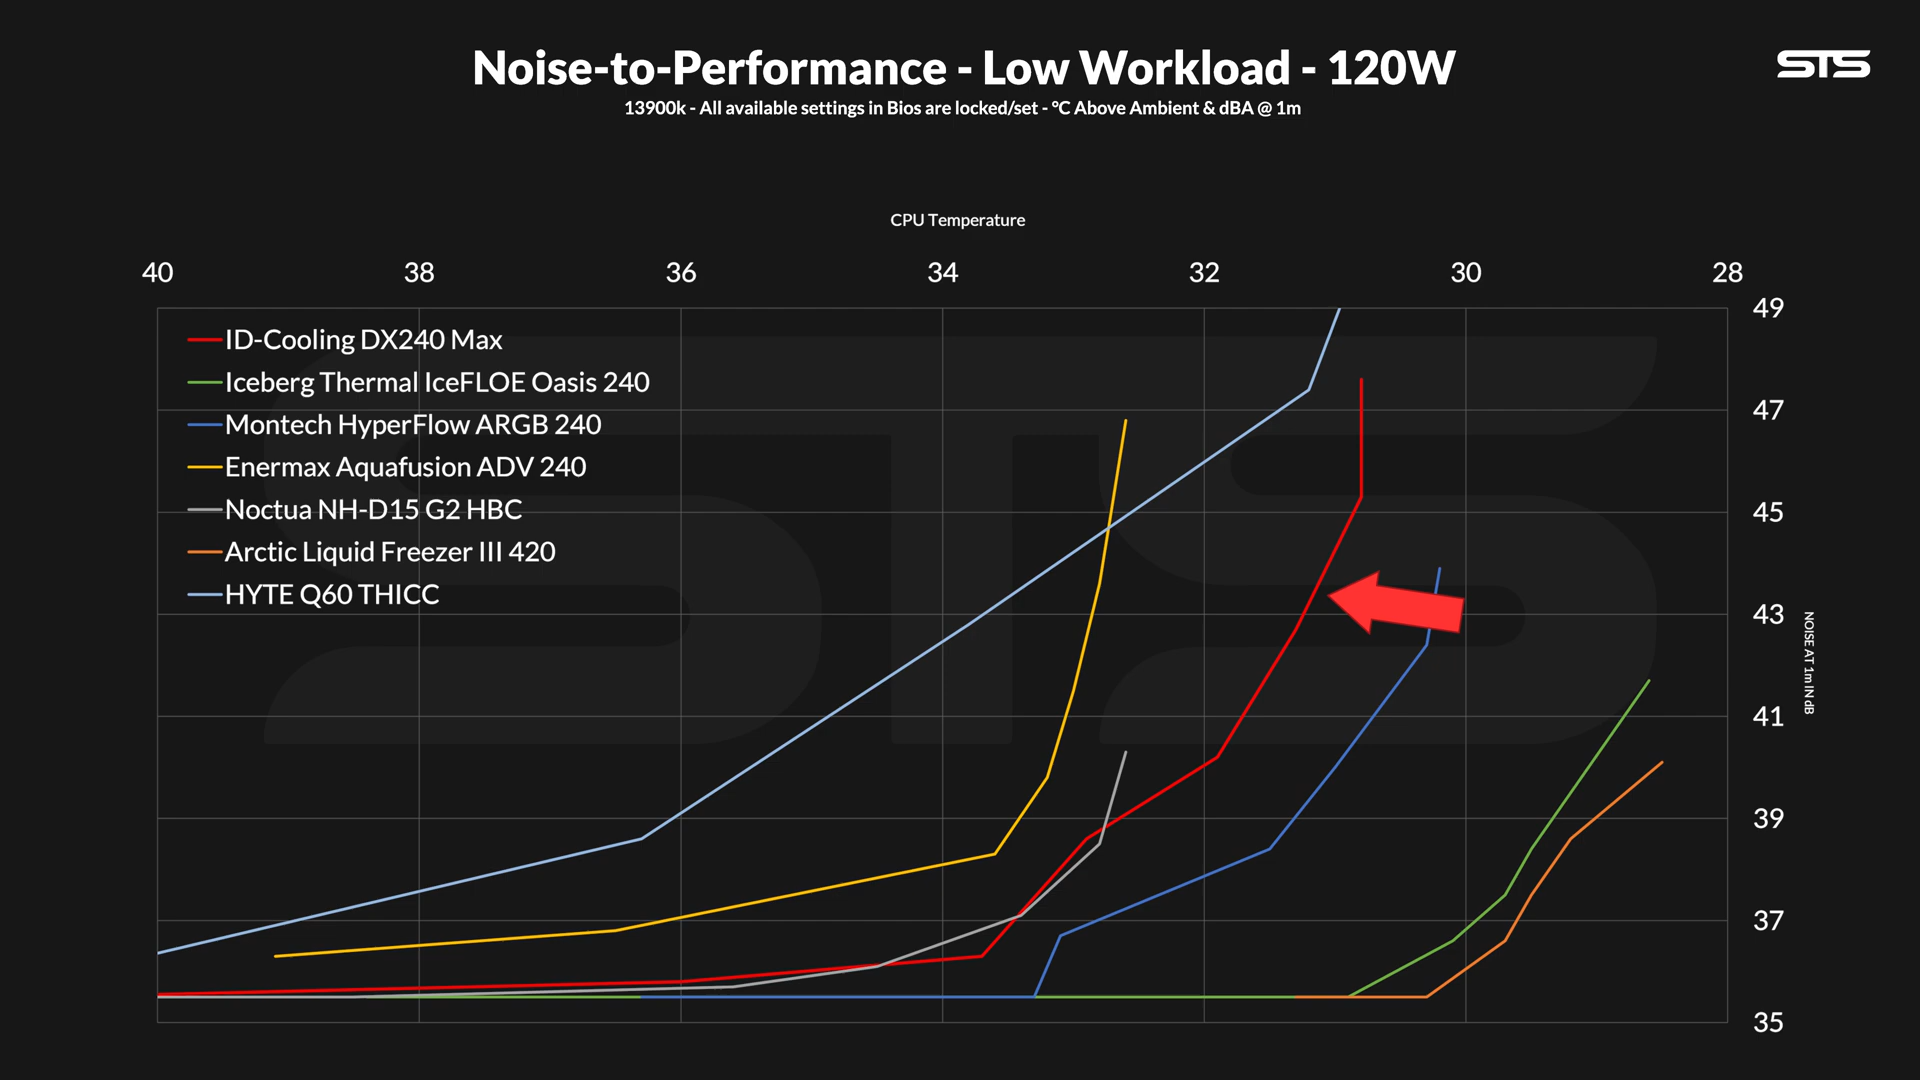 Noise-to-Performance - Low Workload - 120W
STS
13900k - All available settings in Bios are locked/set - °C Above Ambient & dBA @ 1m
CPU Temperature
40 38 36 34 32 30 28
49
ID-Cooling DX240 Max
Iceberg Thermal IceFLOE Oasis 240
47
Montech HyperFlow ARGB 240
Enermax Aquafusion ADV 240
Noctua NH-D15 G2 HBC
45
Arctic Liquid Freezer III 420
HYTE Q60 THICC
43
NOISE AT 1m IN dB
41
39
37
35
STS